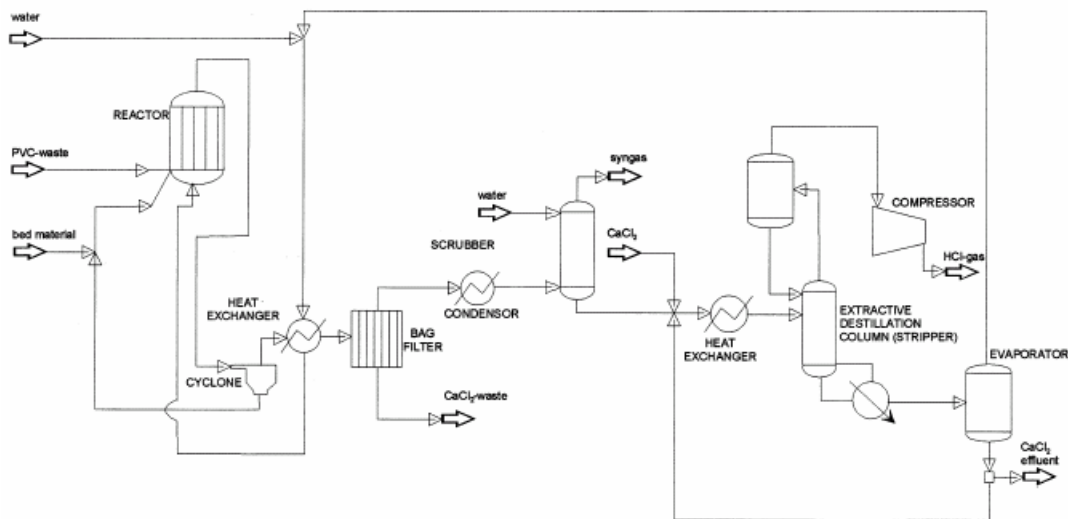 water
REACTOR
PVC-waste
bed material
HEAT
EXCHANGER
CYCLONE
BAG
FILTER
CaCl₂-waste
SCRUBBER
CONDENSOR
water
syngas
CaCl₂
HEAT
EXCHANGER
COMPRESSOR
HCl-gas
EXTRACTIVE
DESTILLATION
COLUMN (STRIPPER)
EVAPORATOR
CaCl₂
effluent